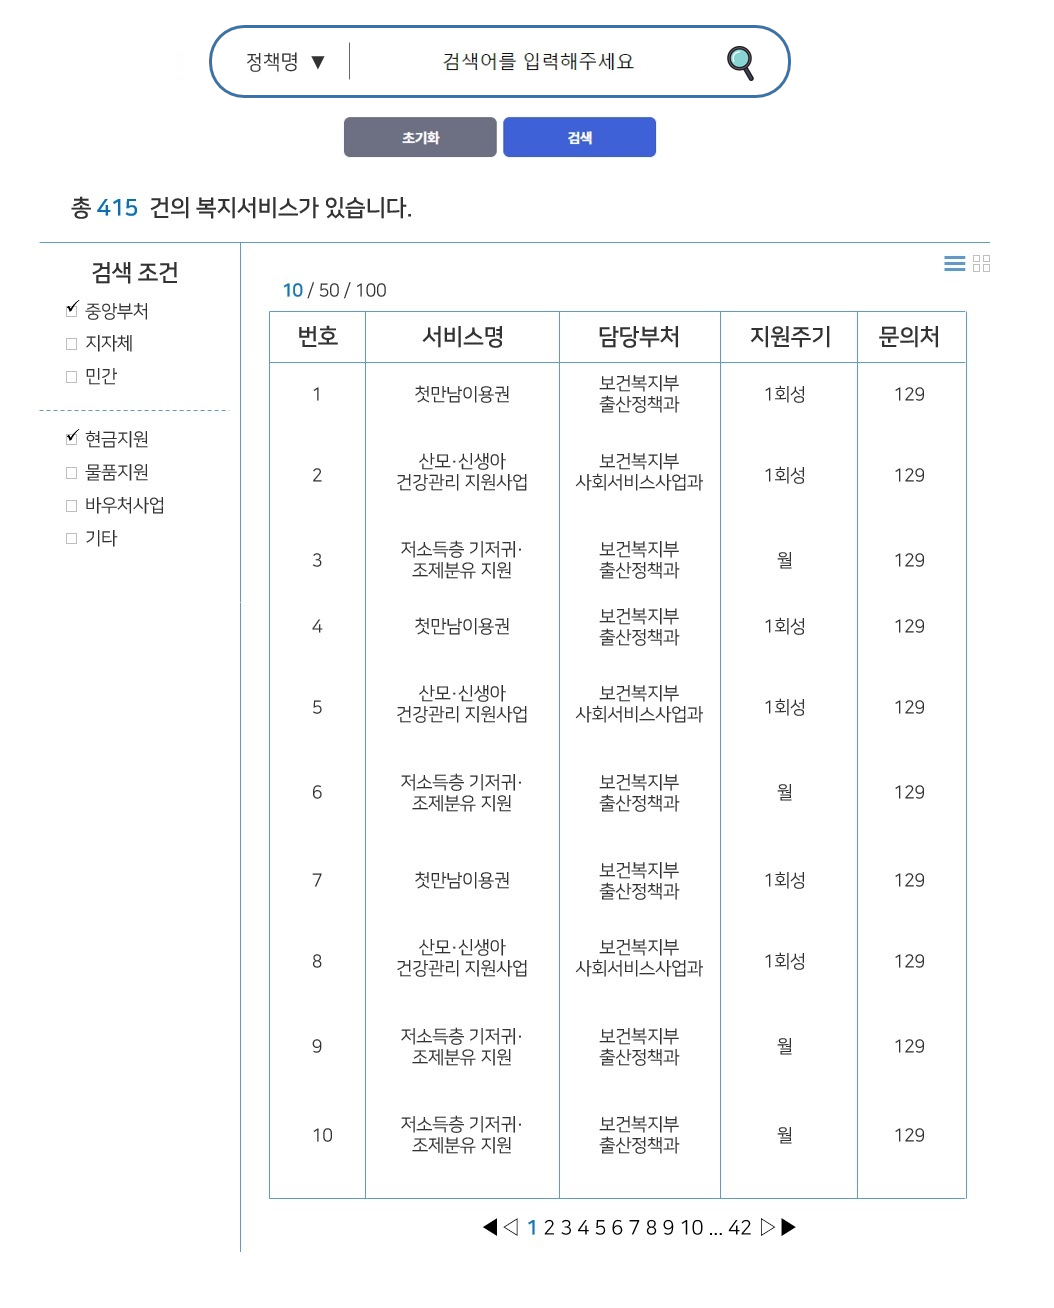 정책명 ▼ 검색어를 입력해주세요
초기화 검색
총 415 건의 복지서비스가 있습니다.
검색 조건
중앙부처
지자체
민간
현금지원
물품지원
바우처사업
기타
10 / 50 / 100
번호 서비스명 담당부처 지원주기 문의처
1 첫만남이용권 보건복지부 출산정책과 1회성 129
2 산모·신생아 건강관리 지원사업 보건복지부 사회서비스사업과 1회성 129
3 저소득층 기저귀· 조제분유 지원 보건복지부 출산정책과 월 129
4 첫만남이용권 보건복지부 출산정책과 1회성 129
5 산모·신생아 건강관리 지원사업 보건복지부 사회서비스사업과 1회성 129
6 저소득층 기저귀· 조제분유 지원 보건복지부 출산정책과 월 129
7 첫만남이용권 보건복지부 출산정책과 1회성 129
8 산모·신생아 건강관리 지원사업 보건복지부 사회서비스사업과 1회성 129
9 저소득층 기저귀· 조제분유 지원 보건복지부 출산정책과 월 129
10 저소득층 기저귀· 조제분유 지원 보건복지부 출산정책과 월 129
◀◁ 1 2 3 4 5 6 7 8 9 10 ... 42 ▷▶